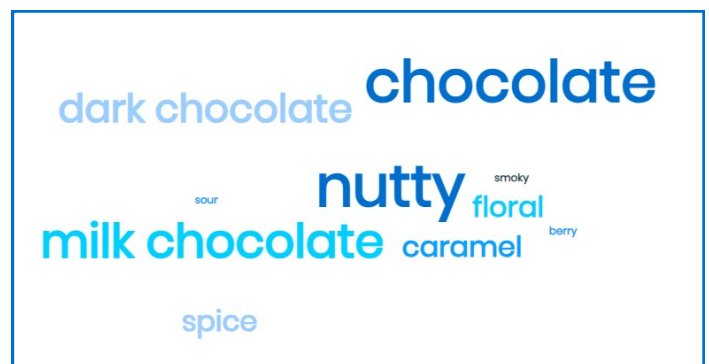 chocolate
dark chocolate
nutty
smoky
sour
floral
berry
milk chocolate
caramel
spice